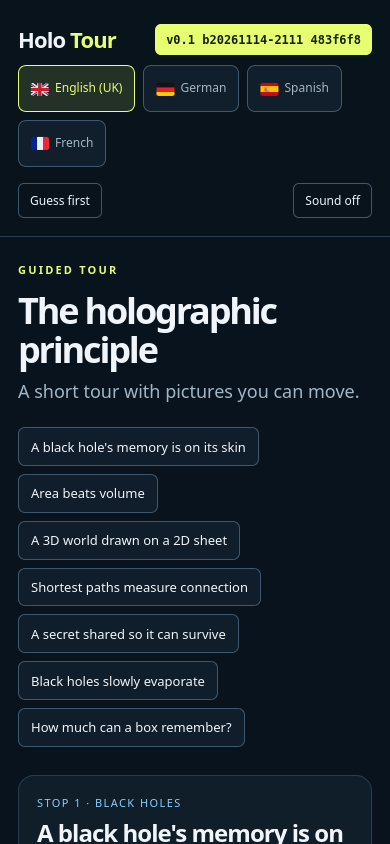 Holo Tour
v0.1 b20261114-2111 483f6f8
English (UK)
German
Spanish
French
Guess first
Sound off
GUIDED TOUR
The holographic
principle
A short tour with pictures you can move.
A black hole's memory is on its skin
Area beats volume
A 3D world drawn on a 2D sheet
Shortest paths measure connection
A secret shared so it can survive
Black holes slowly evaporate
How much can a box remember?
STEP 1 · BLACK HOLES
A black hole's memory is on